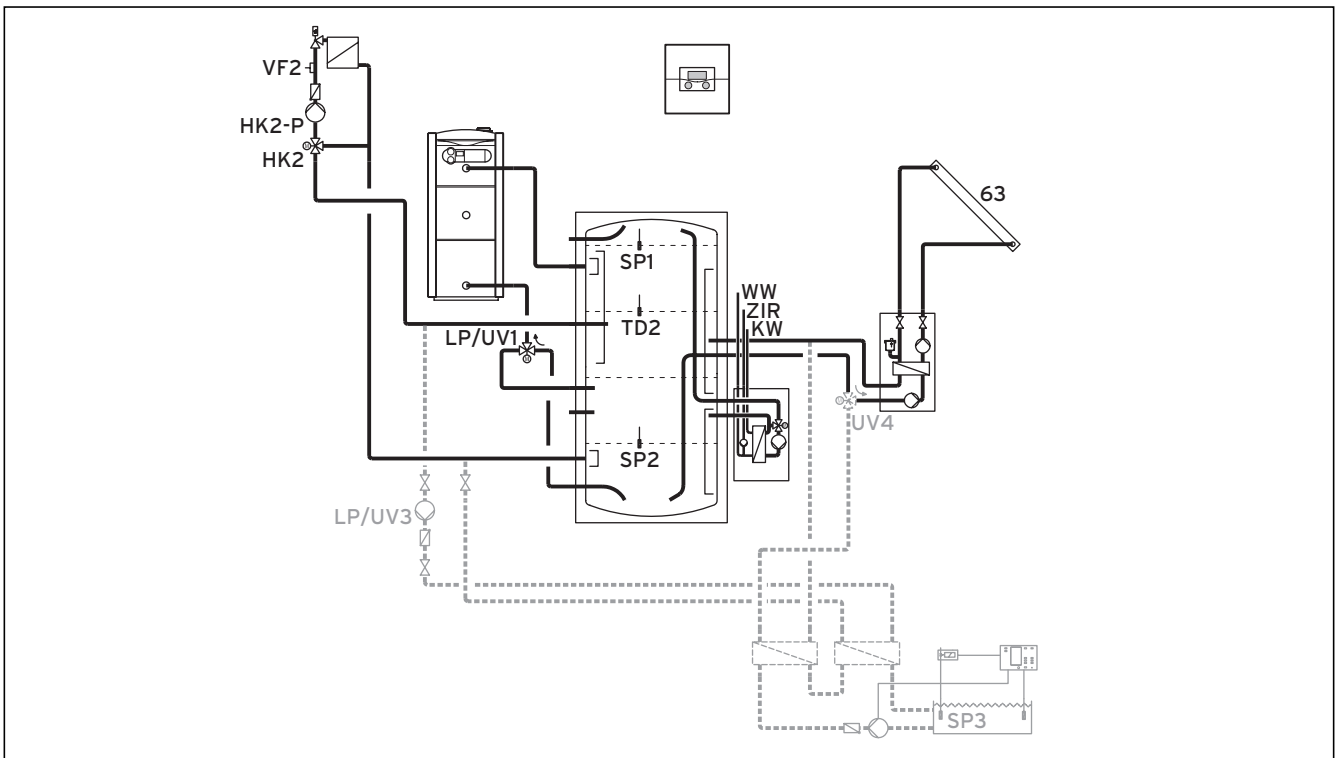 VF2
HK2-P
HK2
63
SP1
WW
ZIR
KW
TD2
LP/UV1
UV4
SP2
LP/UV3
SP3